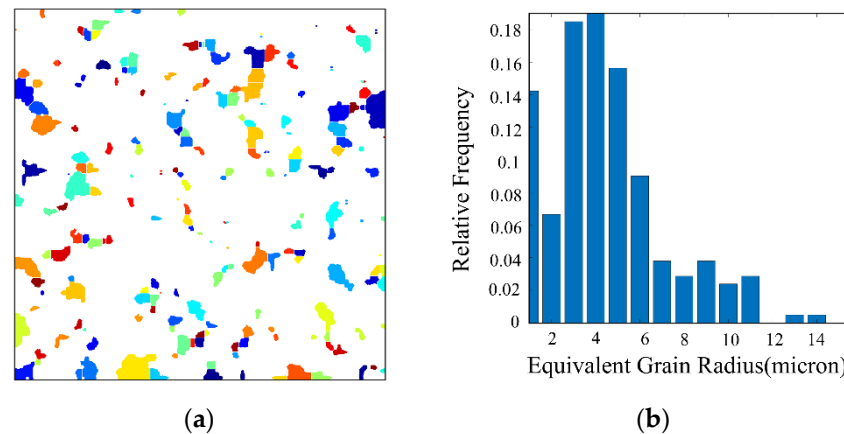 0.18
0.16
0.14
0.12
0.1
0.08
0.06
0.04
0.02
0
Relative Frequency
2 4 6 8 10 12 14
Equivalent Grain Radius(micron)
(a) (b)